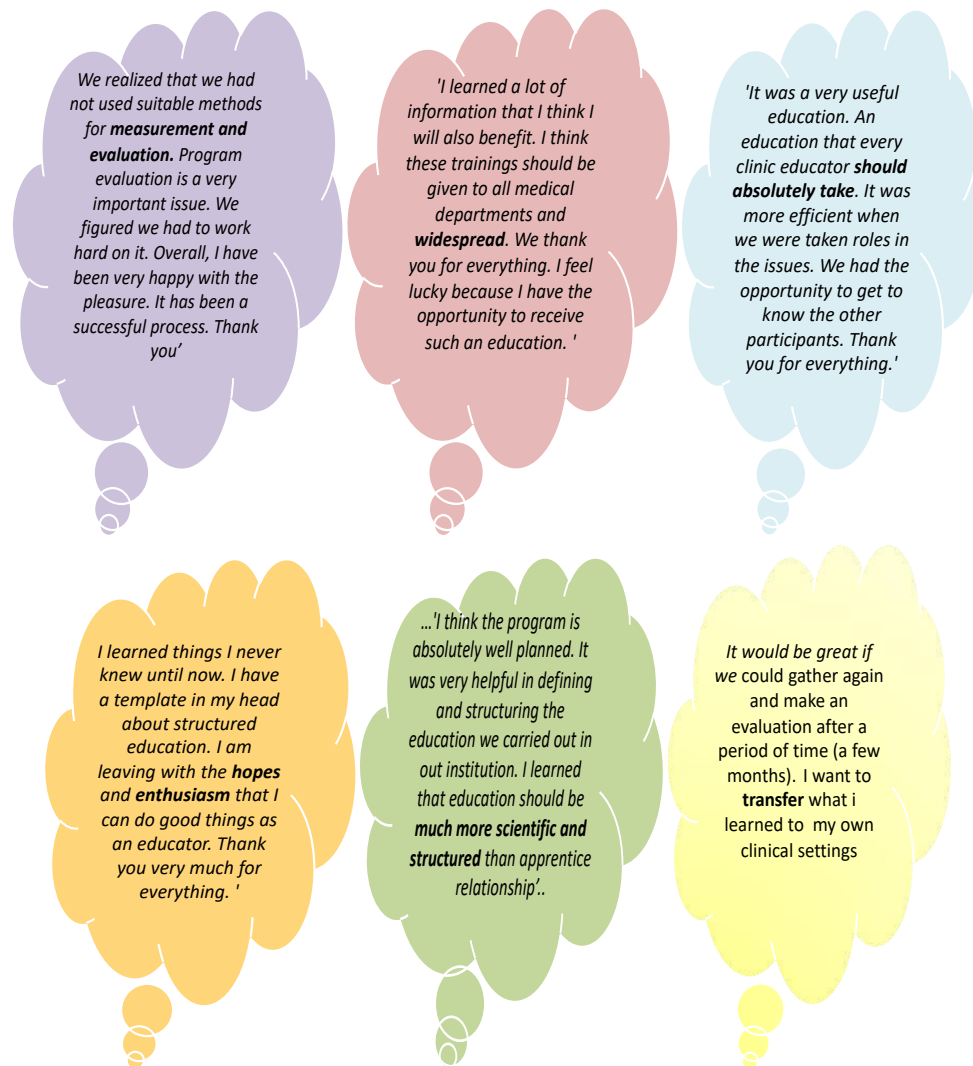 We realized that we had
not used suitable methods
for measurement and
evaluation. Program
evaluation is a very
important issue. We
figured we had to work
hard on it. Overall, I have
been very happy with the
pleasure. It has been a
successful process. Thank
you’
'I learned a lot of
information that I think I
will also benefit. I think
these trainings should be
given to all medical
departments and
widespread. We thank
you for everything. I feel
lucky because I have the
opportunity to receive
such an education. '
'It was a very useful
education. An
education that every
clinic educator should
absolutely take. It was
more efficient when
we were taken roles in
the issues. We had the
opportunity to get to
know the other
participants. Thank
you for everything.'
I learned things I never
knew until now. I have
a template in my head
about structured
education. I am
leaving with the hopes
and enthusiasm that I
can do good things as
an educator. Thank
you very much for
everything. '
...'I think the program is
absolutely well planned. It
was very helpful in defining
and structuring the
education we carried out in
out institution. I learned
that education should be
much more scientific and
structured than apprentice
relationship’..
It would be great if
we could gather again
and make an
evaluation after a
period of time (a few
months). I want to
transfer what i
learned to my own
clinical settings